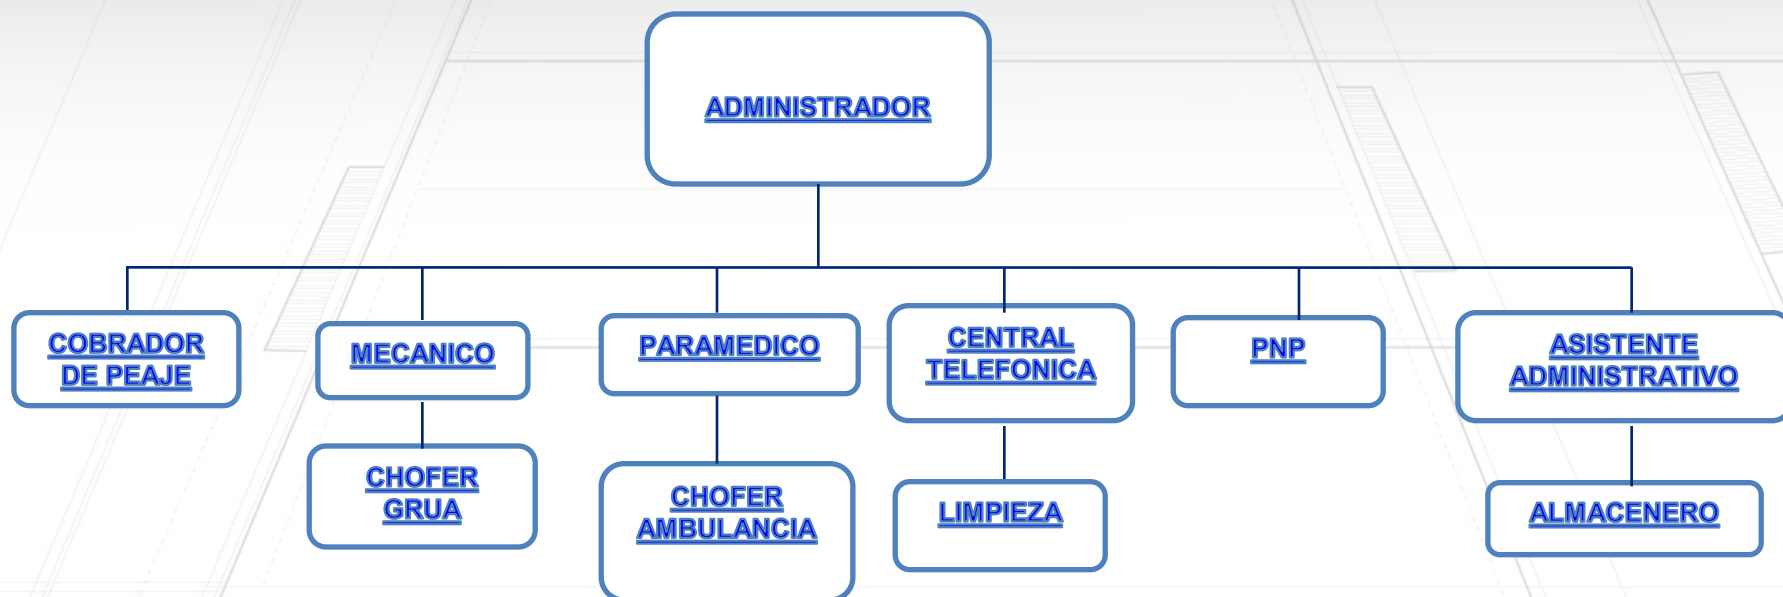 ADMINISTRADOR
COBRADOR
DE PEAJE
MECANICO
PARAMEDICO
CENTRAL
TELEFONICA
PNP
ASISTENTE
ADMINISTRATIVO
CHOFER
GRUA
CHOFER
AMBULANCIA
LIMPIEZA
ALMACENERO